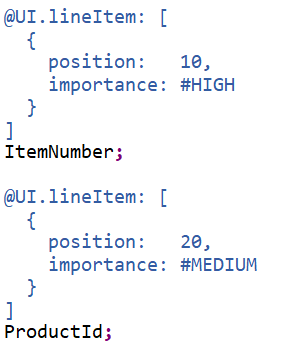 @UI.lineItem: [
  {
    position:   10,
    importance: #HIGH
  }
]
ItemNumber;

@UI.lineItem: [
  {
    position:   20,
    importance: #MEDIUM
  }
]
ProductId;